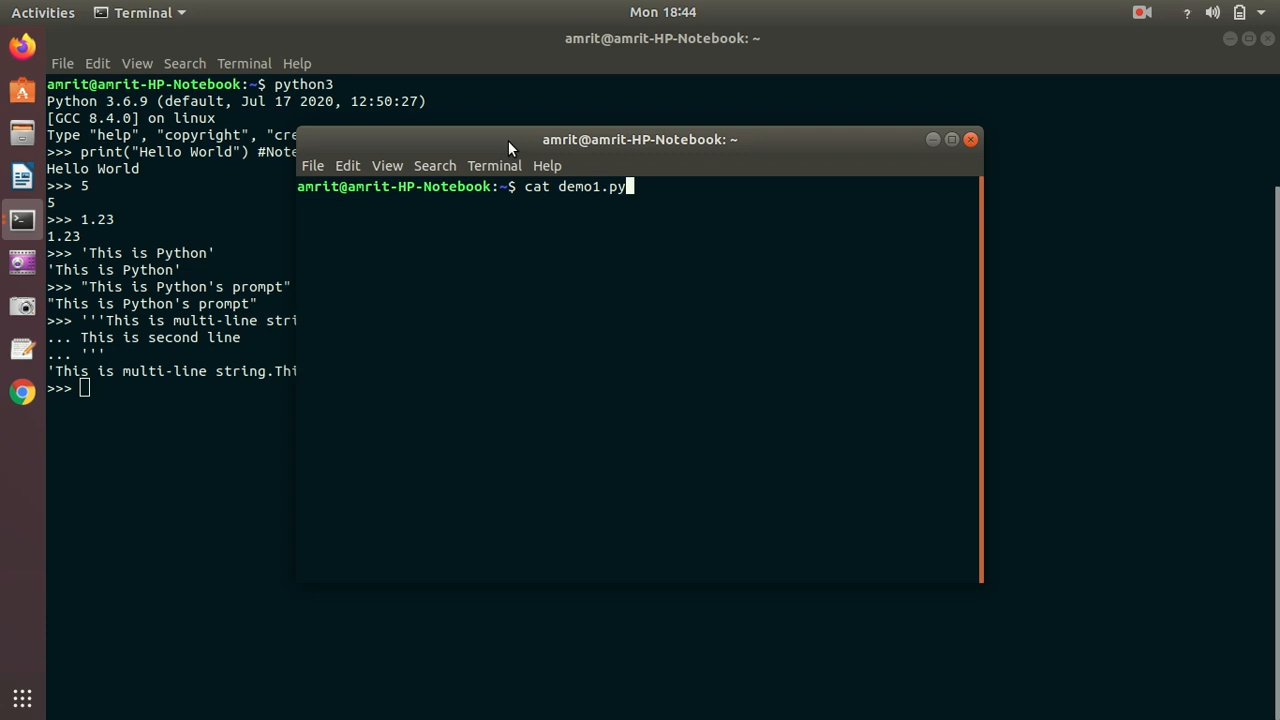 Activities Terminal Mon 18:44
amrit@amrit-HP-Notebook: ~
File Edit View Search Terminal Help
amrit@amrit-HP-Notebook:~$ python3
Python 3.6.9 (default, Jul 17 2020, 12:50:27)
[GCC 8.4.0] on linux
Type "help", "copyright", "cre
>>> print("Hello World") #Note
Hello World
>>> 5
5
>>> 1.23
1.23
>>> 'This is Python'
'This is Python'
>>> "This is Python's prompt"
"This is Python's prompt"
>>> '''This is multi-line stri
... This is second line
... '''
'This is multi-line string.Thi
>>>
amrit@amrit-HP-Notebook: ~
File Edit View Search Terminal Help
amrit@amrit-HP-Notebook:~$ cat demo1.py